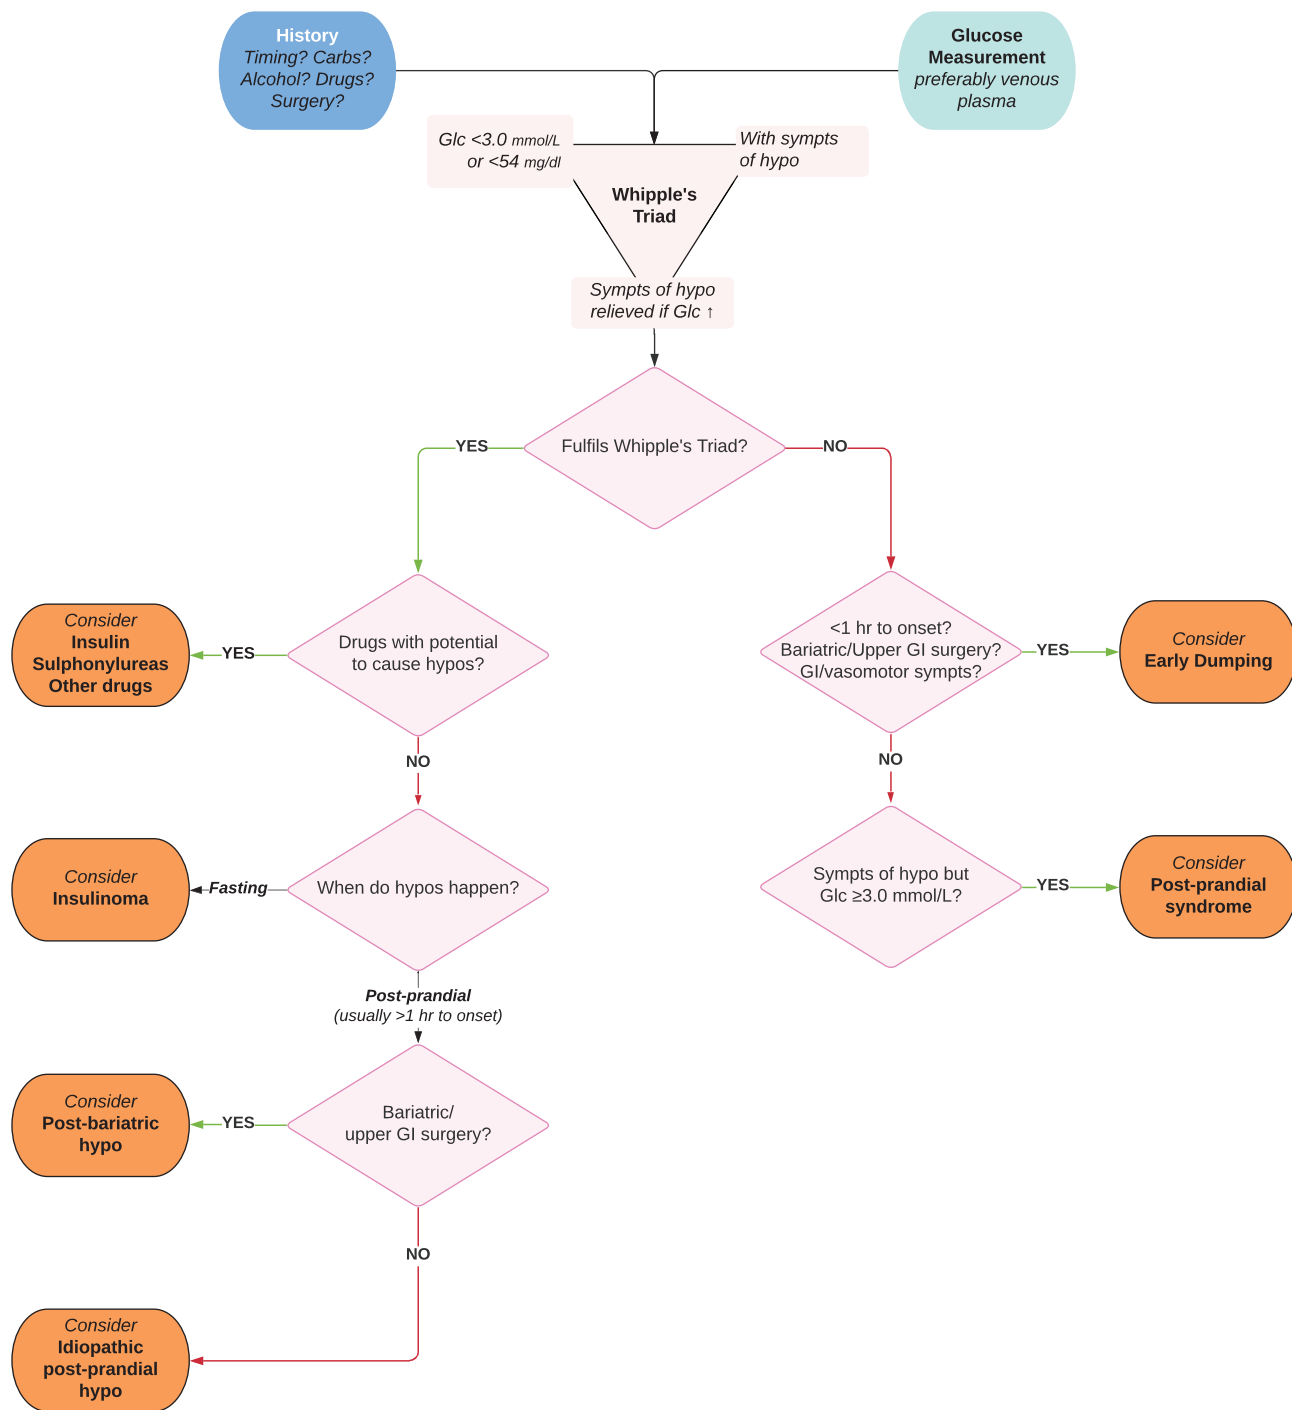 History
Timing? Carbs?
Alcohol? Drugs?
Surgery?
Glucose
Measurement
preferably venous
plasma
Glc <3.0 mmol/L
or <54 mg/dl
With sympts
of hypo
Whipple's
Triad
Sympts of hypo
relieved if Glc ↑
Fulfils Whipple's Triad?
YES
NO
Drugs with potential
to cause hypos?
YES
Consider
Insulin
Sulphonylureas
Other drugs
<1 hr to onset?
Bariatric/Upper GI surgery?
GI/vasomotor sympts?
YES
Consider
Early Dumping
NO
NO
When do hypos happen?
Fasting
Consider
Insulinoma
Sympts of hypo but
Glc ≥3.0 mmol/L?
YES
Consider
Post-prandial
syndrome
Post-prandial
(usually >1 hr to onset)
Bariatric/
upper GI surgery?
YES
Consider
Post-bariatric
hypo
NO
Consider
Idiopathic
post-prandial
hypo